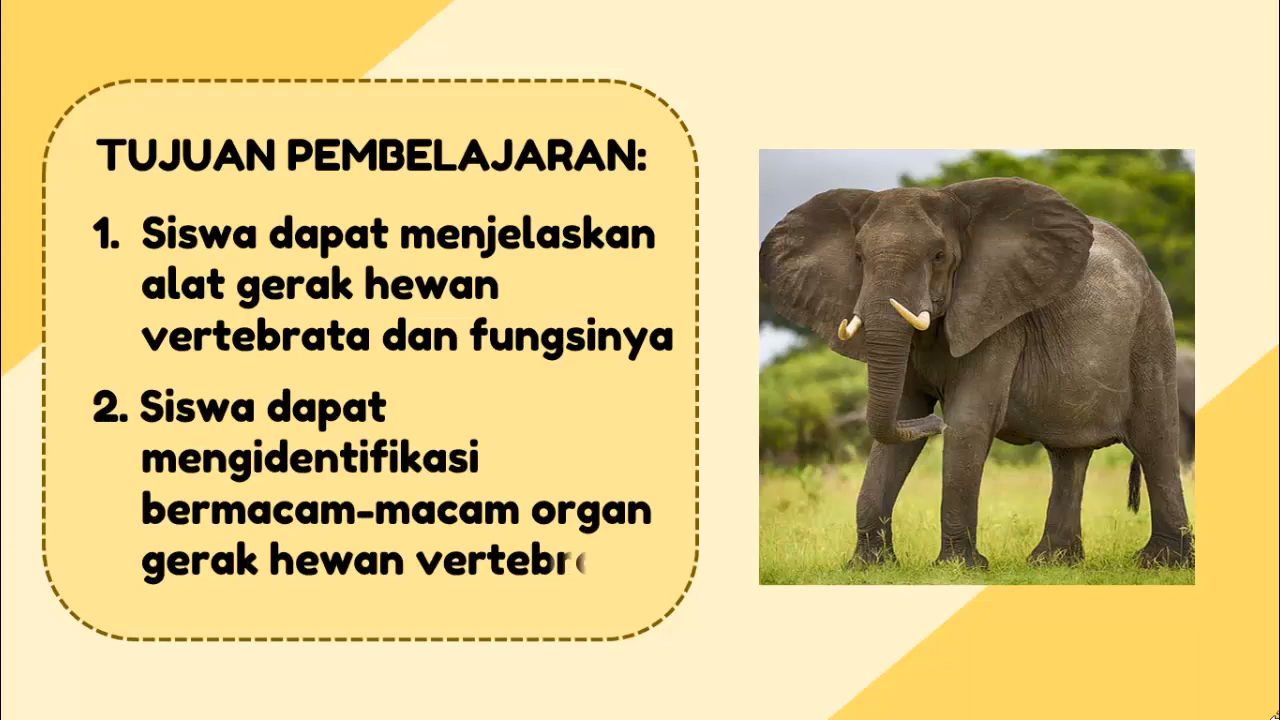 TUJUAN PEMBELAJARAN:
1. Siswa dapat menjelaskan
alat gerak hewan
vertebrata dan fungsinya
2. Siswa dapat
mengidentifikasi
bermacam-macam organ
gerak hewan